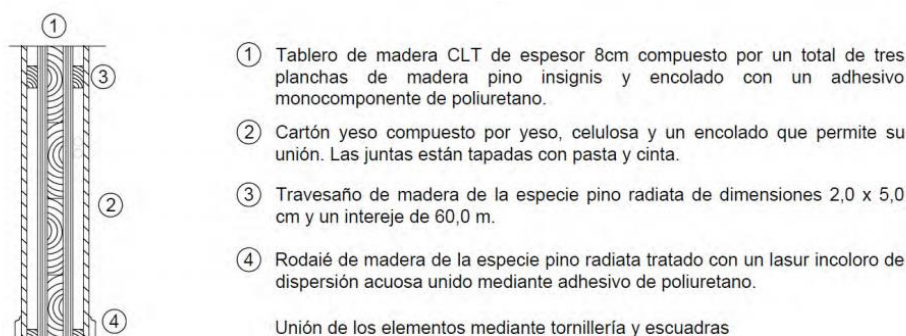 1
3
2
4
1 Tablero de madera CLT de espesor 8cm compuesto por un total de tres
planchas de madera pino insignis y encolado con un adhesivo
monocomponente de poliuretano.
2 Cartón yeso compuesto por yeso, celulosa y un encolado que permite su
unión. Las juntas están tapadas con pasta y cinta.
3 Travesaño de madera de la especie pino radiata de dimensiones 2,0 x 5,0
cm y un intereje de 60,0 m.
4 Rodaié de madera de la especie pino radiata tratado con un lasur incoloro de
dispersión acuosa unido mediante adhesivo de poliuretano.
Unión de los elementos mediante tornillería y escuadras